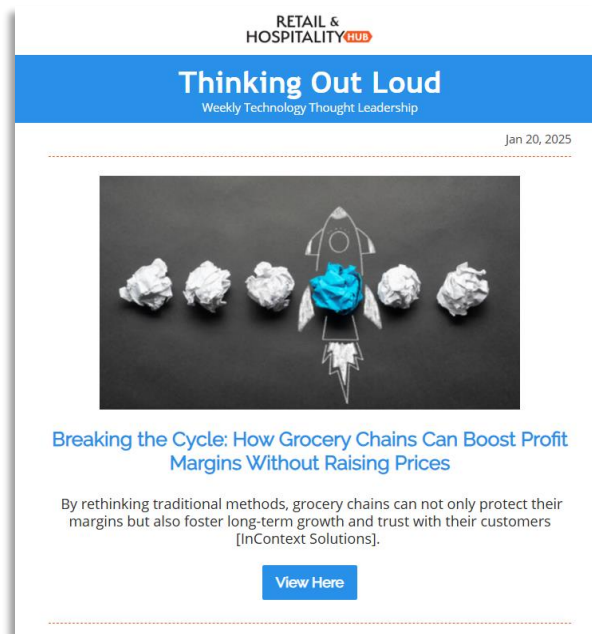 RETAIL &
HOSPITALITY HUB
Thinking Out Loud
Weekly Technology Thought Leadership
Jan 20, 2025
Breaking the Cycle: How Grocery Chains Can Boost Profit
Margins Without Raising Prices
By rethinking traditional methods, grocery chains can not only protect their
margins but also foster long-term growth and trust with their customers
[InContext Solutions].
View Here